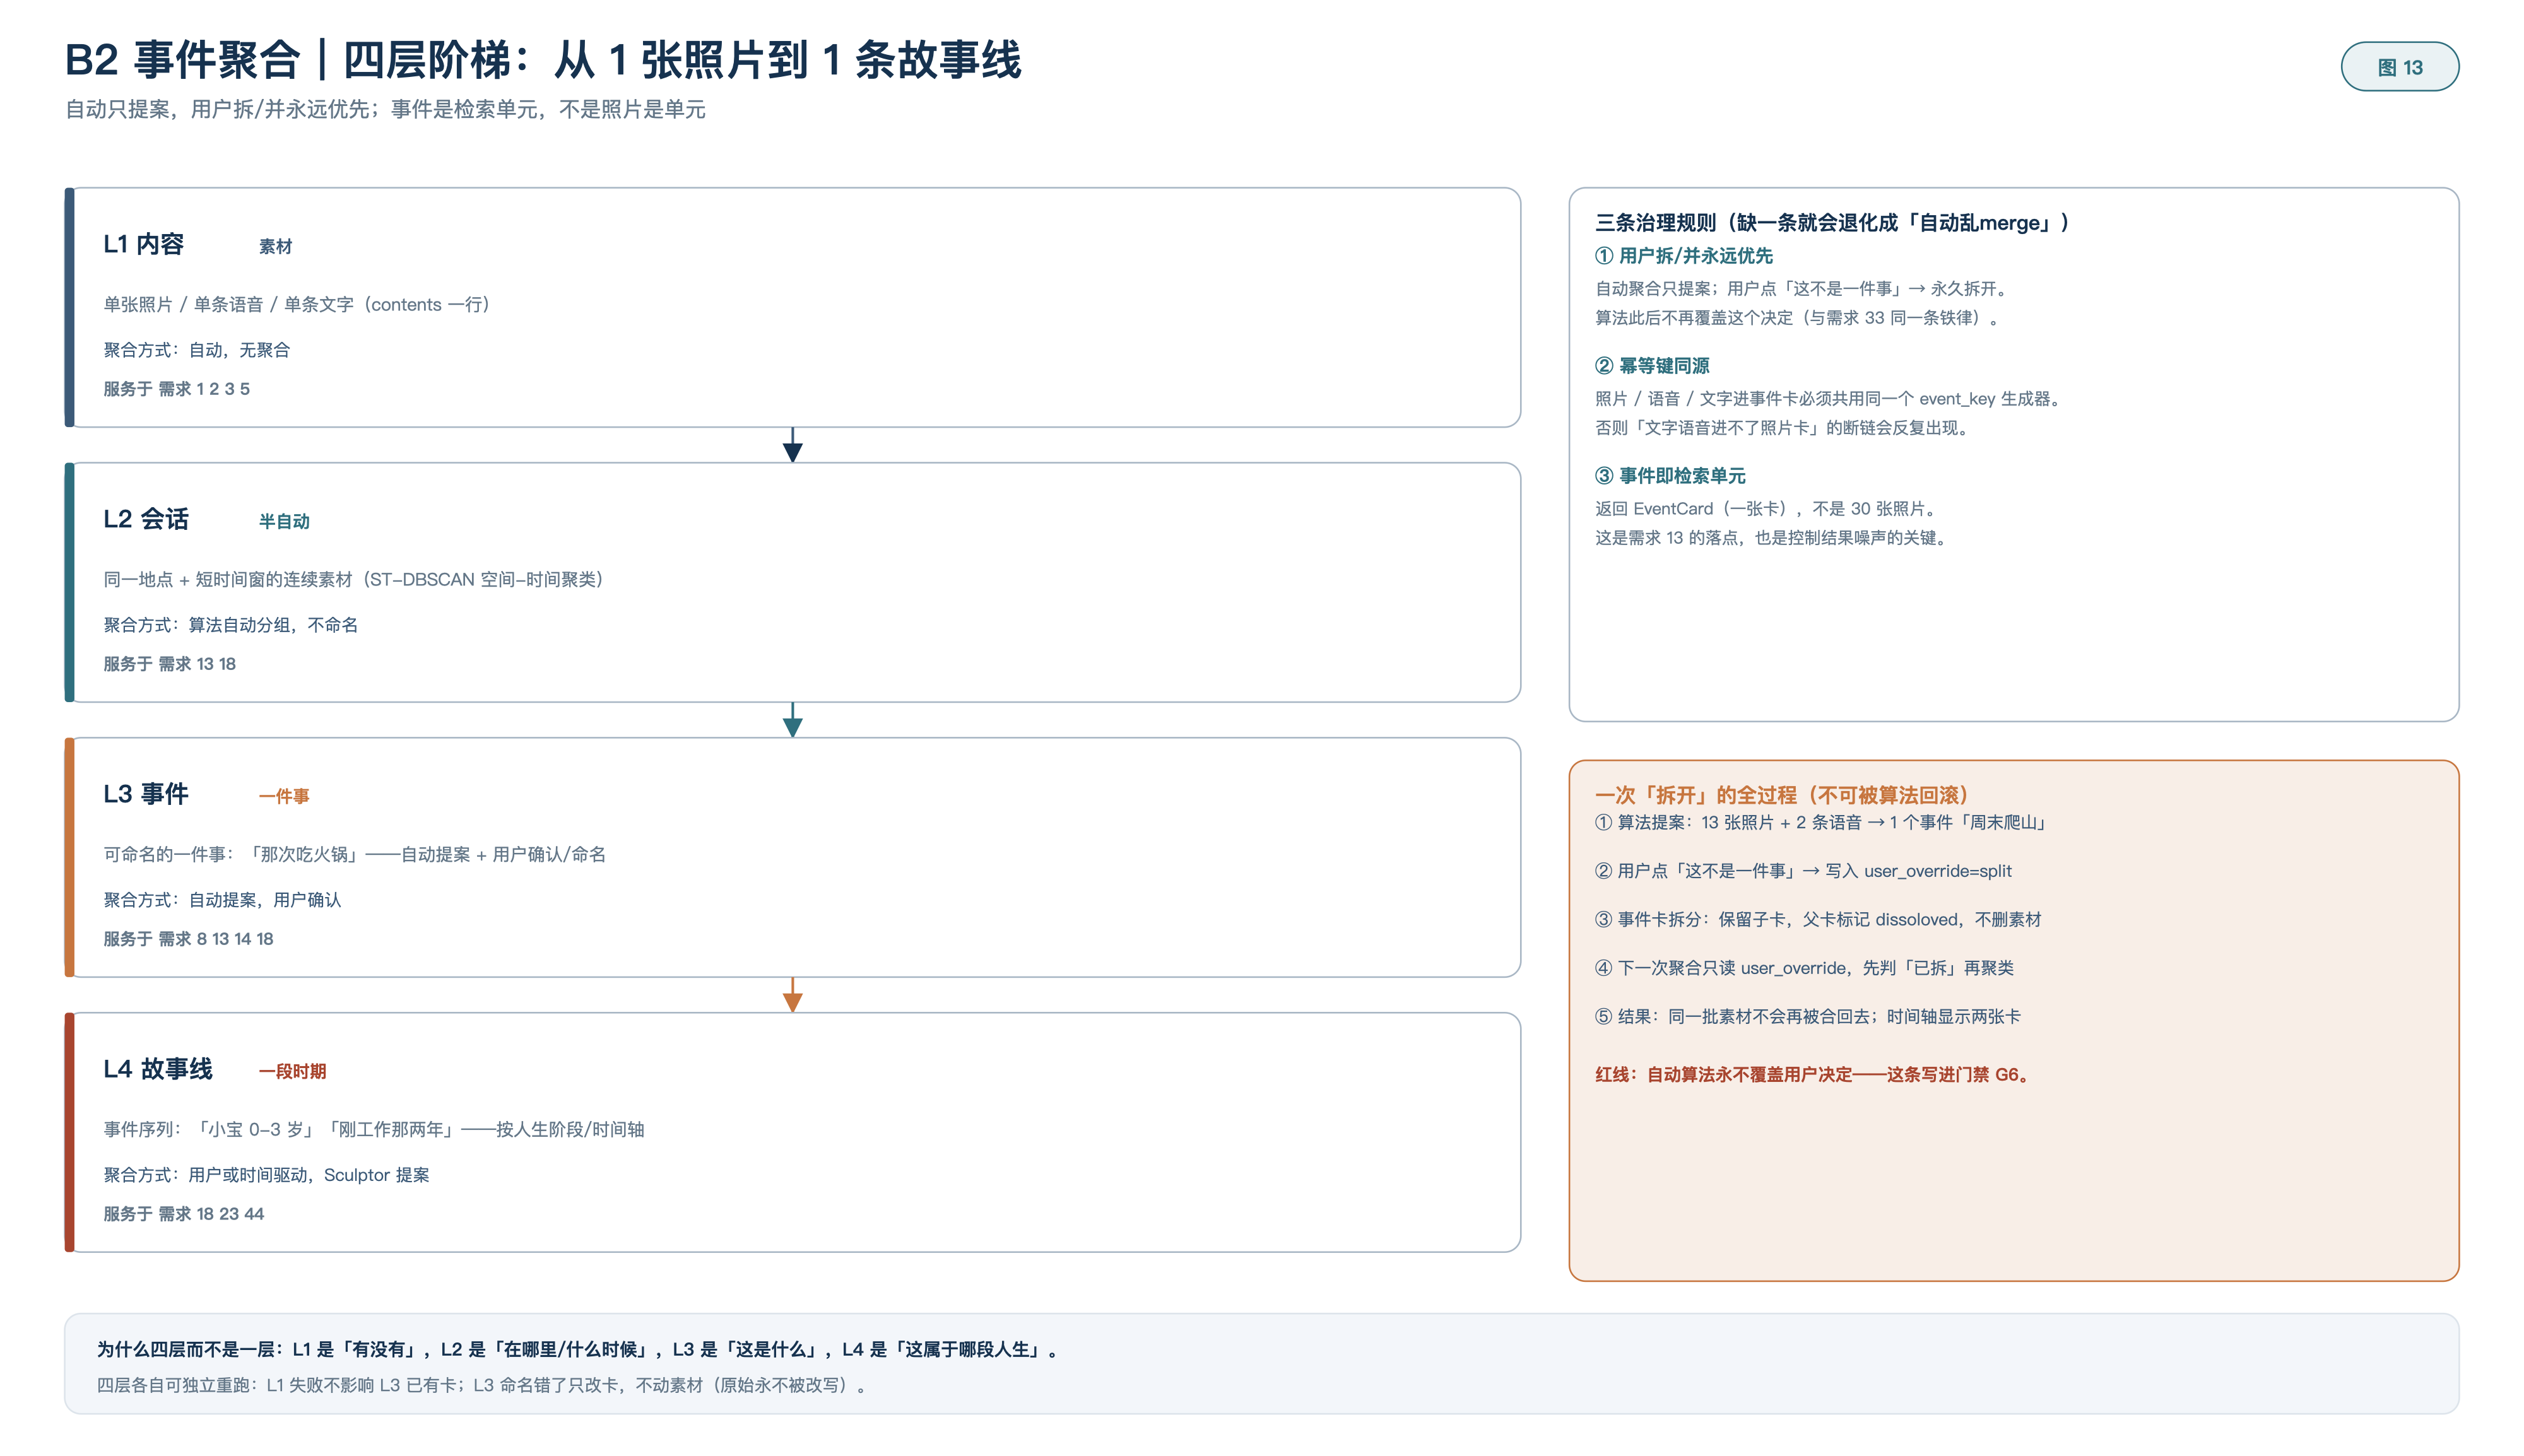 B2 事件聚合｜四层阶梯：从 1 张照片到 1 条故事线
图 13
自动只提案，用户拆/并永远优先；事件是检索单元，不是照片是单元
L1 内容 素材
单张照片 / 单条语音 / 单条文字（contents 一行）
聚合方式：自动，无聚合
服务于 需求 1 2 3 5
L2 会话 半自动
同一地点 + 短时间窗的连续素材（ST-DBSCAN 空间-时间聚类）
聚合方式：算法自动分组，不命名
服务于 需求 13 18
L3 事件 一件事
可命名的一件事：「那次吃火锅」——自动提案 + 用户确认/命名
聚合方式：自动提案，用户确认
服务于 需求 8 13 14 18
L4 故事线 一段时期
事件序列：「小宝 0-3 岁」「刚工作那两年」——按人生阶段/时间轴
聚合方式：用户或时间驱动，Sculptor 提案
服务于 需求 18 23 44
三条治理规则（缺一条就会退化成「自动乱merge」）
① 用户拆/并永远优先
自动聚合只提案；用户点「这不是一件事」→ 永久拆开。
算法此后不再覆盖这个决定（与需求 33 同一条铁律）。
② 幂等键同源
照片 / 语音 / 文字进事件卡必须共用同一个 event_key 生成器。
否则「文字语音进不了照片卡」的断链会反复出现。
③ 事件即检索单元
返回 EventCard（一张卡），不是 30 张照片。
这是需求 13 的落点，也是控制结果噪声的关键。
一次「拆开」的全过程（不可被算法回滚）
① 算法提案：13 张照片 + 2 条语音 → 1 个事件「周末爬山」
② 用户点「这不是一件事」→ 写入 user_override=split
③ 事件卡拆分：保留子卡，父卡标记 dissoloved，不删素材
④ 下一次聚合只读 user_override，先判「已拆」再聚类
⑤ 结果：同一批素材不会再被合回去；时间轴显示两张卡
红线：自动算法永不覆盖用户决定——这条写进门禁 G6。
为什么四层而不是一层：L1 是「有没有」，L2 是「在哪里/什么时候」，L3 是「这是什么」，L4 是「这属于哪段人生」。
四层各自可独立重跑：L1 失败不影响 L3 已有卡；L3 命名错了只改卡，不动素材（原始永不被改写）。